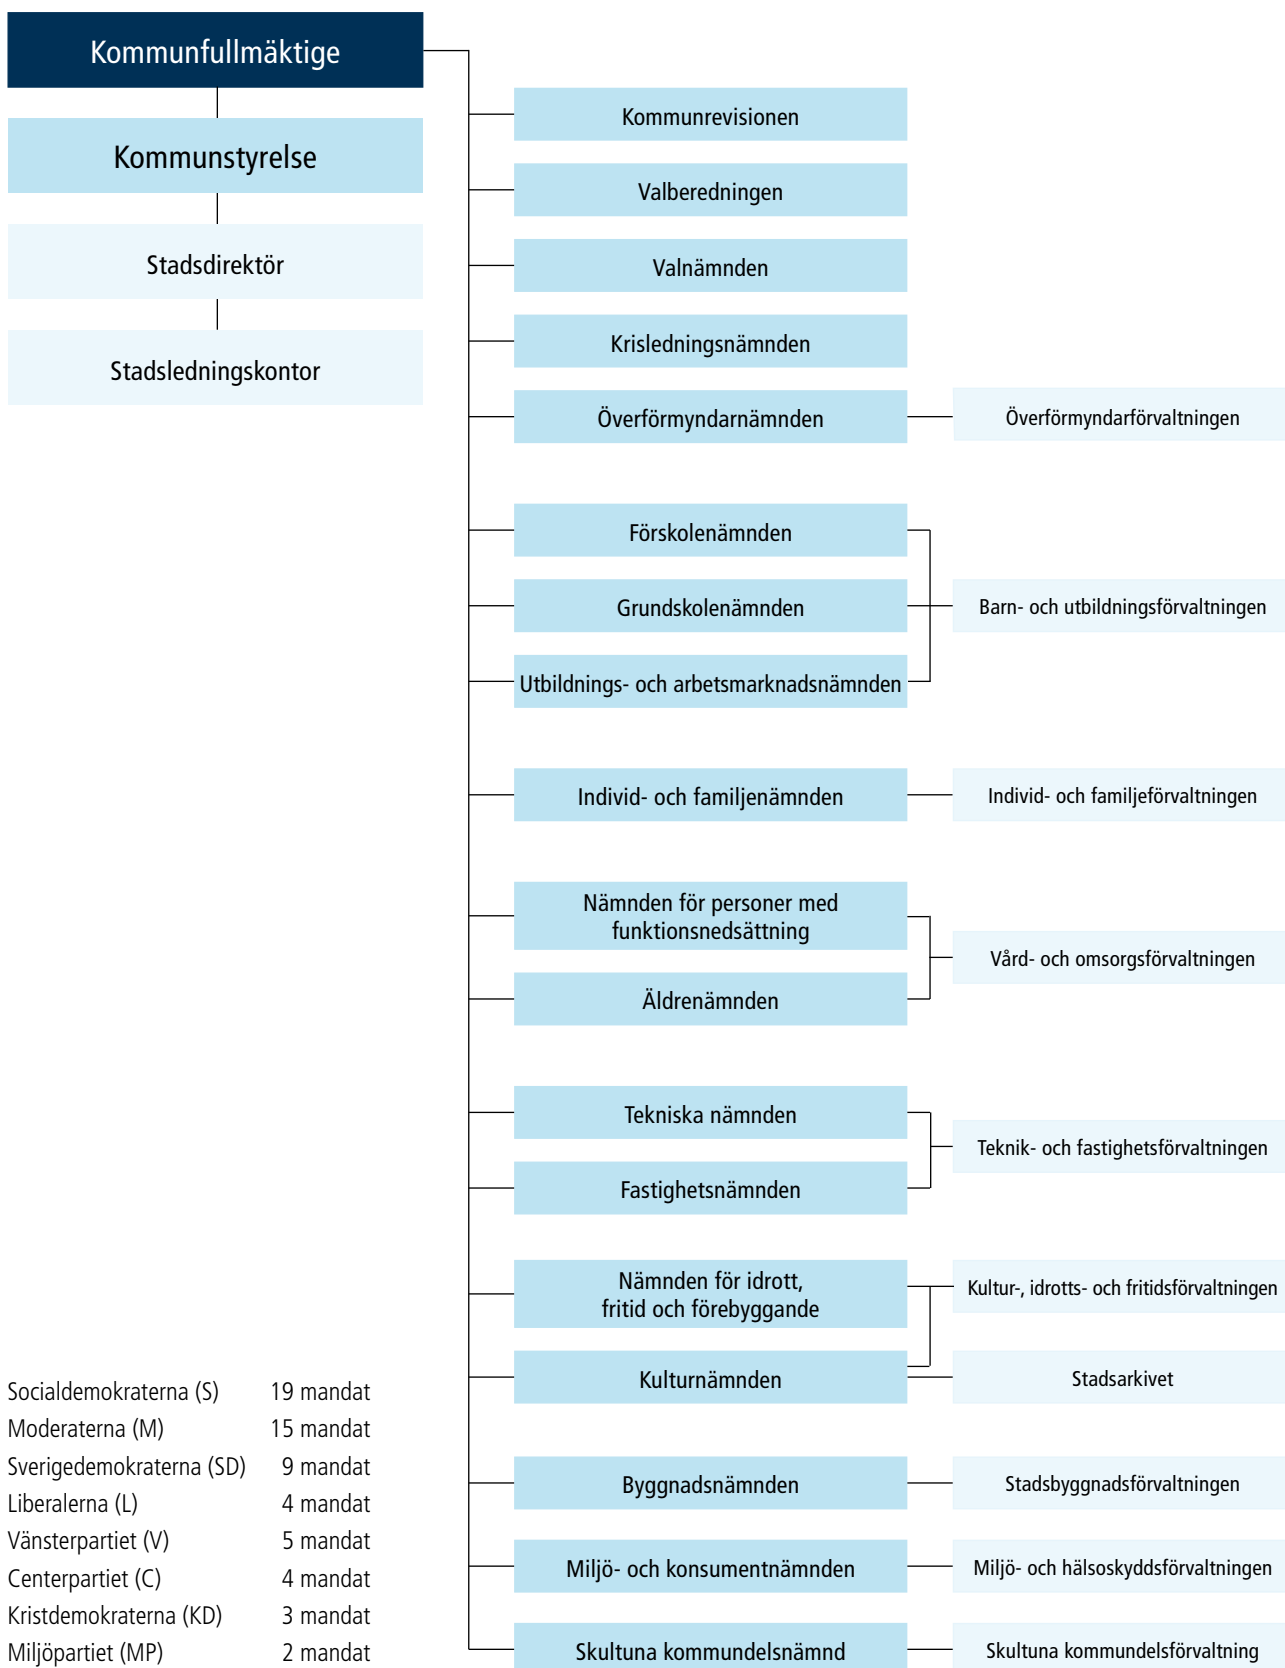 Kommunfullmäktige
Kommunstyrelse
Stadsdirektör
Stadsledningskontor
Kommunrevisionen
Valberedningen
Valnämnden
Krisledningsnämnden
Överförmyndarnämnden
Överförmyndarförvaltningen
Förskolenämnden
Grundskolenämnden
Barn- och utbildningsförvaltningen
Utbildnings- och arbetsmarknadsnämnden
Individ- och familjenämnden
Individ- och familjeförvaltningen
Nämnden för personer med
funktionsnedsättning
Vård- och omsorgsförvaltningen
Äldrenämnden
Tekniska nämnden
Teknik- och fastighetsförvaltningen
Fastighetsnämnden
Nämnden för idrott,
fritid och förebyggande
Kultur-, idrotts- och fritidsförvaltningen
Kulturnämnden
Stadsarkivet
Byggnadsnämnden
Stadsbyggnadsförvaltningen
Miljö- och konsumentnämnden
Miljö- och hälsoskyddsförvaltningen
Skultuna kommundelsnämnd
Skultuna kommundelsförvaltning
Socialdemokraterna (S) 19 mandat
Moderaterna (M) 15 mandat
Sverigedemokraterna (SD) 9 mandat
Liberalerna (L) 4 mandat
Vänsterpartiet (V) 5 mandat
Centerpartiet (C) 4 mandat
Kristdemokraterna (KD) 3 mandat
Miljöpartiet (MP) 2 mandat